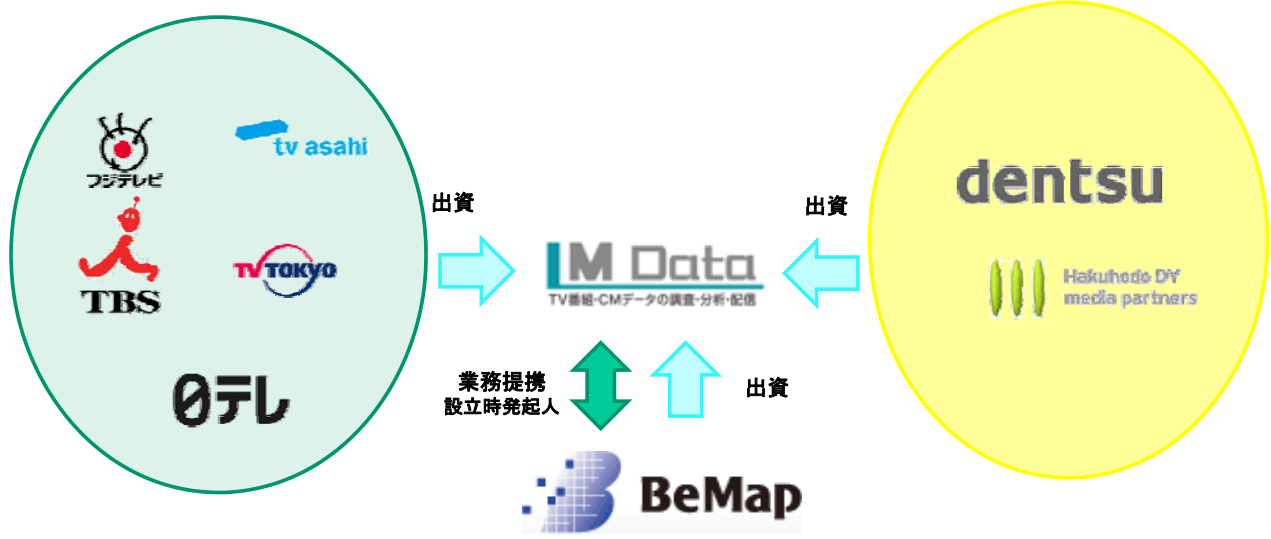 フジテレビ
tv asahi
TBS
TV TOKYO
日テレ
出資
M Data
TV番組・CMデータの調査・分析・配信
出資
dentsu
Hakuhodo DY
media partners
業務提携
設立時発起人
出資
BeMap